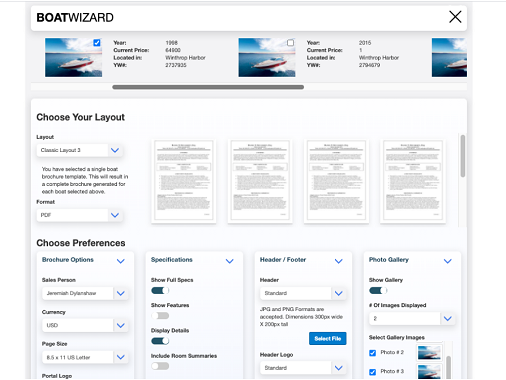 BOATWIZARD
Year: 1998
Current Price: 64900
Located in: Winthrop Harbor
YW#: 2737935
Year: 2015
Current Price: 1
Located in: Winthrop Harbor
YW#: 2794679
Choose Your Layout
Layout
Classic Layout 3
You have selected a single boat
brochure template. This will result in
a complete brochure generated for
each boat selected above.
Format
PDF
Choose Preferences
Brochure Options
Sales Person
Jeremiah Dytanshaw
Currency
USD
Page Size
8.5 x 11 US Letter
Portal Logo
Specifications
Show Full Specs
Show Features
Display Details
Include Room Summaries
Header / Footer
Header
Standard
JPG and PNG Formats are
accepted. Dimensions 300px wide
X 200px tall
Select File
Header Logo
Standard
Photo Gallery
Show Gallery
# Of Images Displayed
2
Select Gallery Images
Photo # 2
Photo # 3